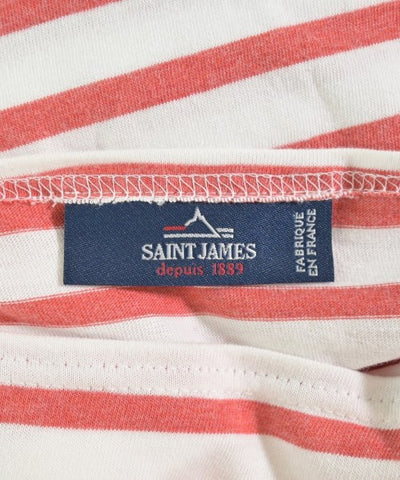 SAINT JAMES
depuis 1889
FABRIQUÉ
EN FRANCE